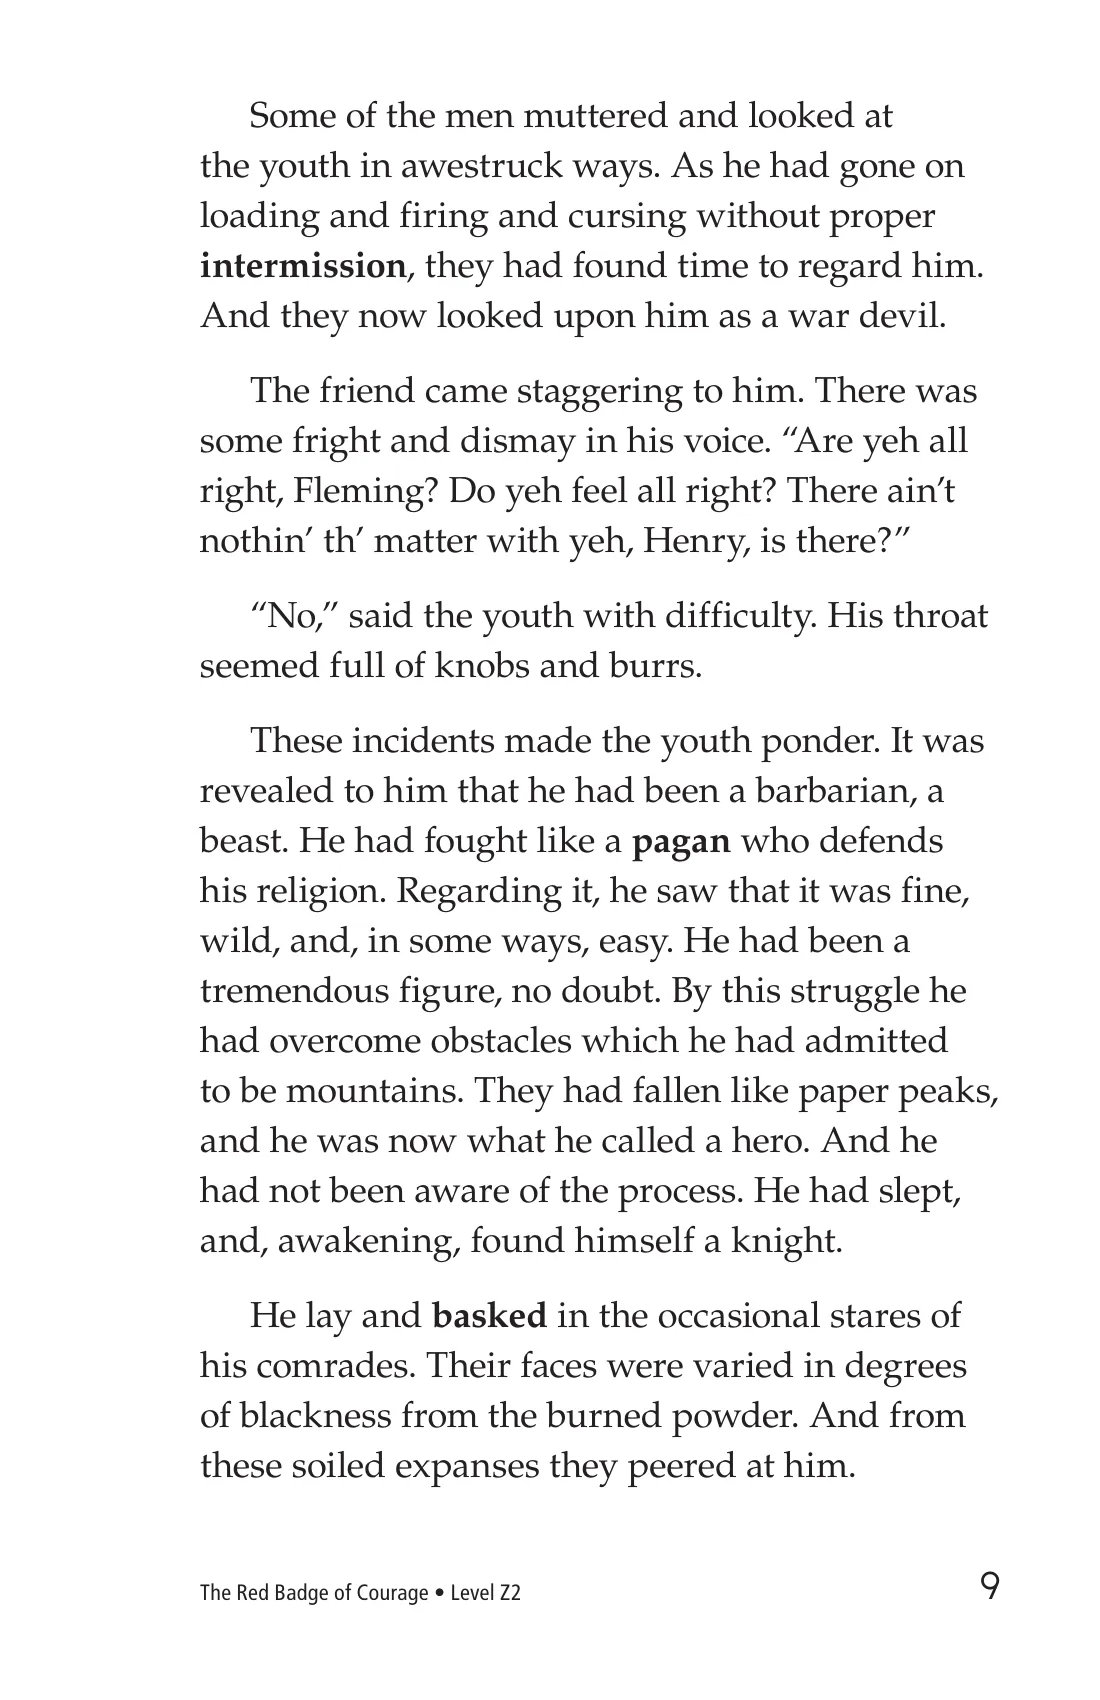 Some of the men muttered and looked at
the youth in awestruck ways. As he had gone on
loading and firing and cursing without proper
intermission, they had found time to regard him.
And they now looked upon him as a war devil.
The friend came staggering to him. There was
some fright and dismay in his voice. “Are yeh all
right, Fleming? Do yeh feel all right? There ain’t
nothin’ th’ matter with yeh, Henry, is there?”
“No,” said the youth with difficulty. His throat
seemed full of knobs and burrs.
These incidents made the youth ponder. It was
revealed to him that he had been a barbarian, a
beast. He had fought like a pagan who defends
his religion. Regarding it, he saw that it was fine,
wild, and, in some ways, easy. He had been a
tremendous figure, no doubt. By this struggle he
had overcome obstacles which he had admitted
to be mountains. They had fallen like paper peaks,
and he was now what he called a hero. And he
had not been aware of the process. He had slept,
and, awakening, found himself a knight.
He lay and basked in the occasional stares of
his comrades. Their faces were varied in degrees
of blackness from the burned powder. And from
these soiled expanses they peered at him.
The Red Badge of Courage • Level Z2
9